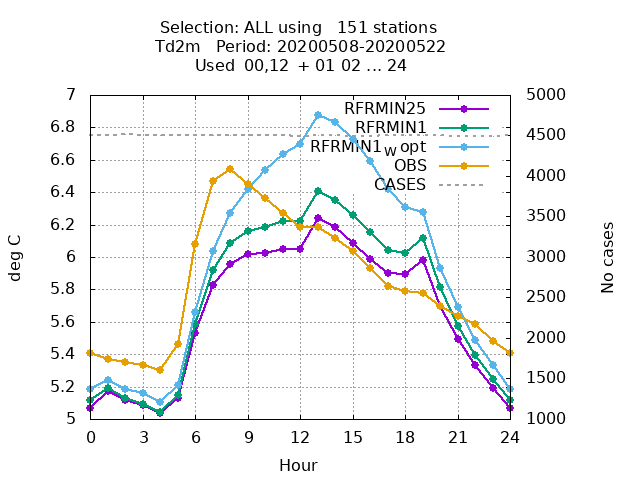 Selection: ALL using   151 stations
Td2m   Period: 20200508-20200522
Used  00,12  + 01 02 ... 24
7
6.8
6.6
6.4
6.2
6
5.8
5.6
5.4
5.2
5
deg C
5000
4500
4000
3500
3000
2500
2000
1500
1000
No cases
RFRMIN25
RFRMIN1
RFRMIN1w opt
OBS
CASES
0 3 6 9 12 15 18 21 24
Hour